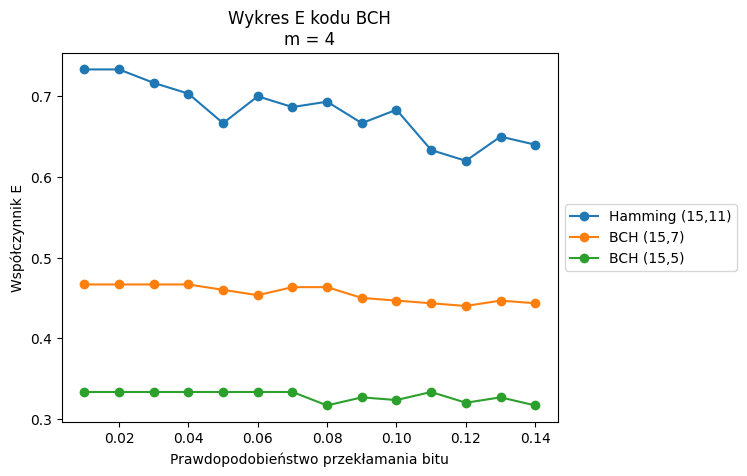 Wykres E kodu BCH
m = 4
0.7
0.6
0.5
0.4
0.3
Współczynnik E
0.02 0.04 0.06 0.08 0.10 0.12 0.14
Prawdopodobieństwo przekłamania bitu
Hamming (15,11)
BCH (15,7)
BCH (15,5)